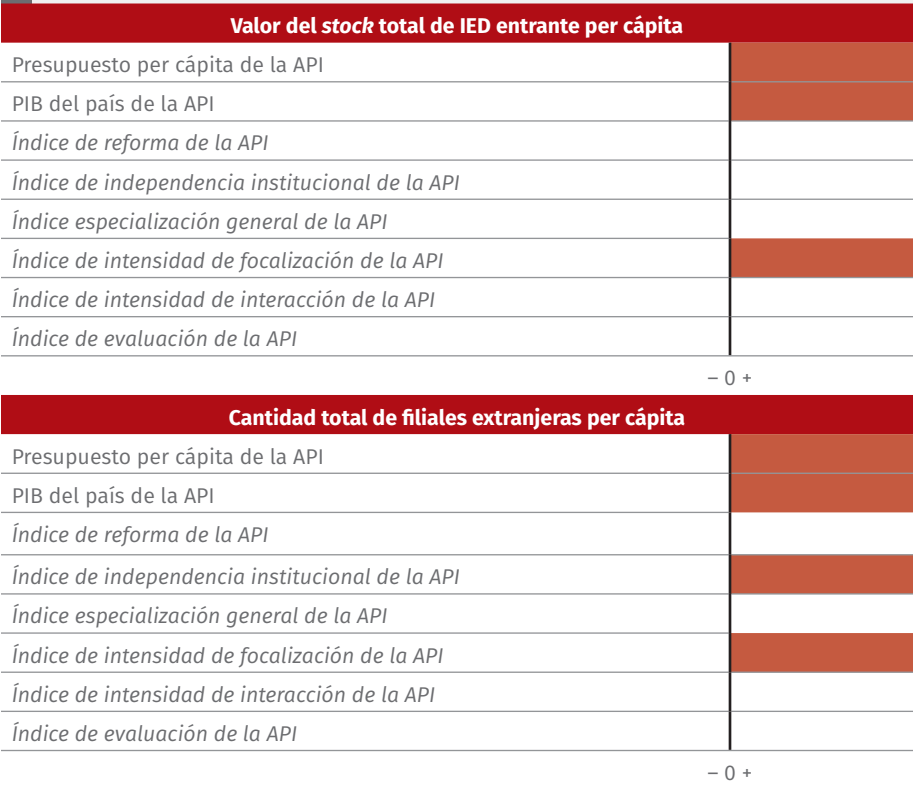 Valor del stock total de IED entrante per cápita
Presupuesto per cápita de la API
PIB del país de la API
Índice de reforma de la API
Índice de independencia institucional de la API
Índice especialización general de la API
Índice de intensidad de focalización de la API
Índice de intensidad de interacción de la API
Índice de evaluación de la API
– 0 +
Cantidad total de filiales extranjeras per cápita
Presupuesto per cápita de la API
PIB del país de la API
Índice de reforma de la API
Índice de independencia institucional de la API
Índice especialización general de la API
Índice de intensidad de focalización de la API
Índice de intensidad de interacción de la API
Índice de evaluación de la API
– 0 +